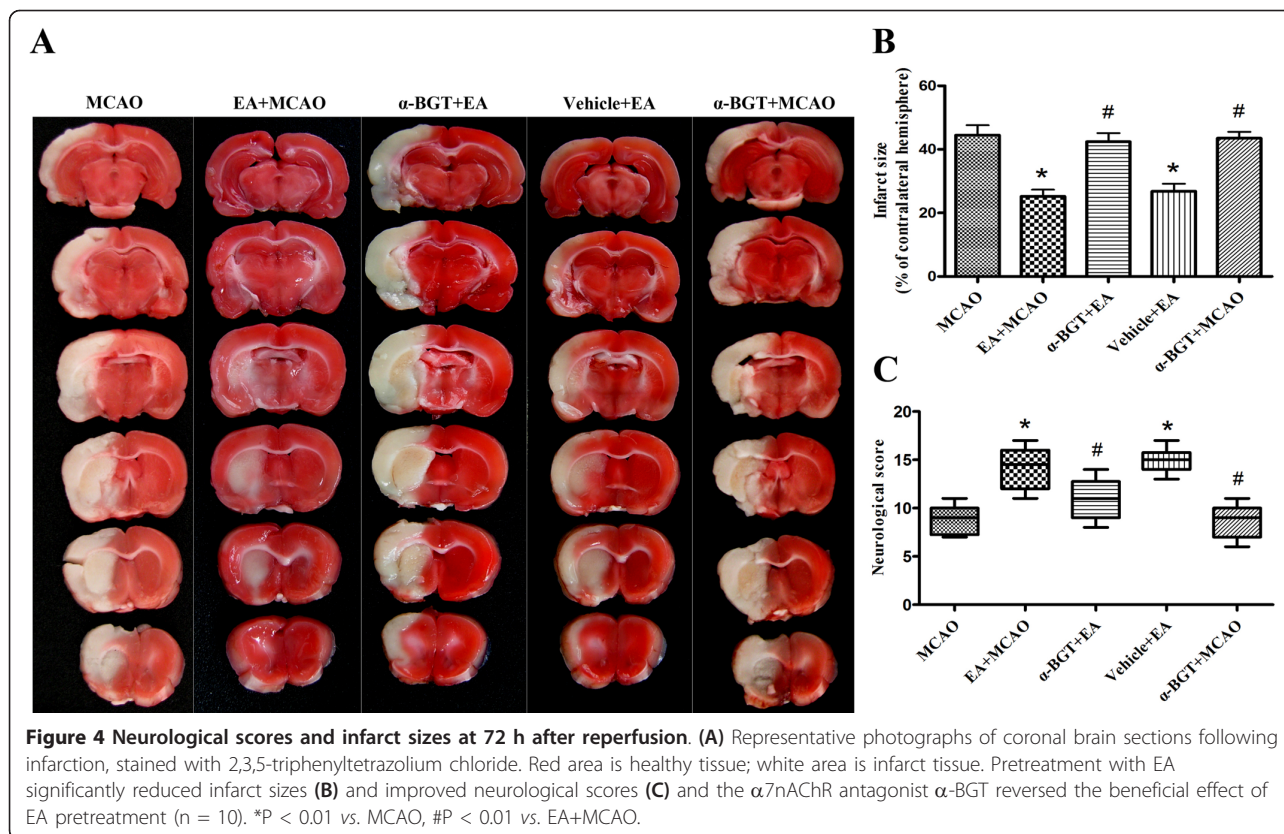 A
MCAO
EA+MCAO
α-BGT+EA
Vehicle+EA
α-BGT+MCAO
B
Infarct size
(% of contralateral hemisphere)
60
40
20
0
*
#
*
#
MCAO
EA+MCAO
α-BGT+EA
Vehicle+EA
α-BGT+MCAO
C
Neurological score
20
15
10
5
0
*
#
*
#
MCAO
EA+MCAO
α-BGT+EA
Vehicle+EA
α-BGT+MCAO
Figure 4 Neurological scores and infarct sizes at 72 h after reperfusion. (A) Representative photographs of coronal brain sections following
infarction, stained with 2,3,5-triphenyltetrazolium chloride. Red area is healthy tissue; white area is infarct tissue. Pretreatment with EA
significantly reduced infarct sizes (B) and improved neurological scores (C) and the α7nAChR antagonist α-BGT reversed the beneficial effect of
EA pretreatment (n = 10). *P < 0.01 vs. MCAO, #P < 0.01 vs. EA+MCAO.